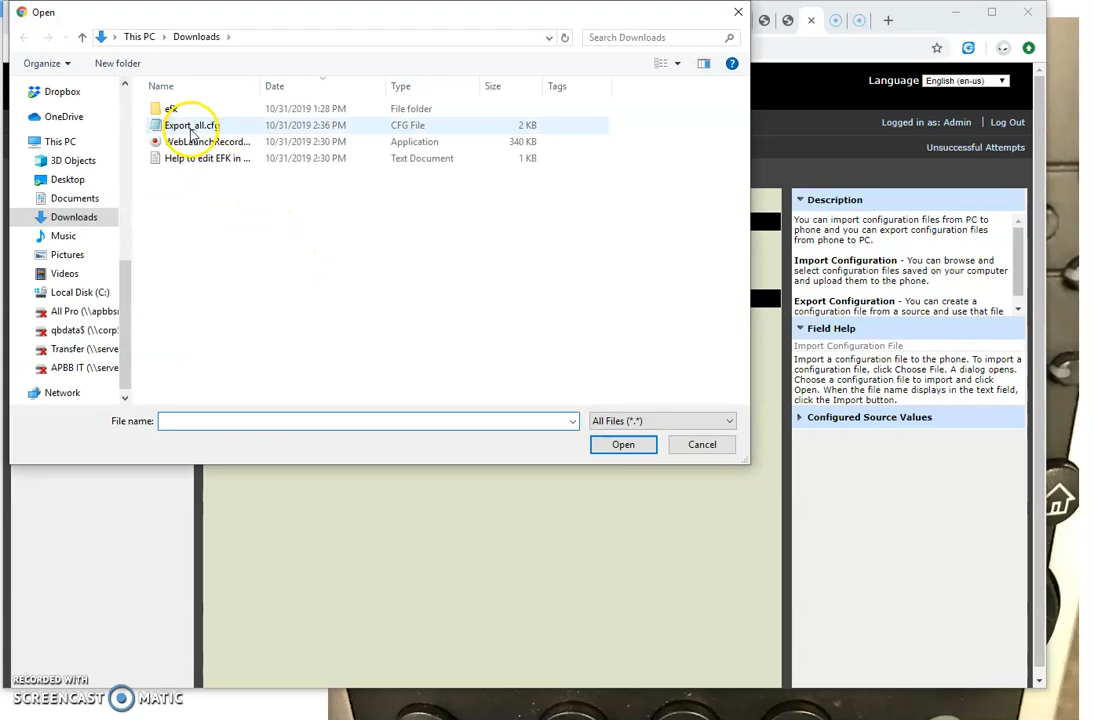 Open
This PC
Downloads
Search Downloads
Organize
New folder
Name
Date
Type
Size
Tags
efk
10/31/2019 1:28 PM
File folder
Export_all.cfg
10/31/2019 2:36 PM
CFG File
2 KB
WebLaunchRecord...
10/31/2019 2:30 PM
Application
340 KB
Help to edit EFK in ...
10/31/2019 2:30 PM
Text Document
1 KB
Dropbox
OneDrive
This PC
3D Objects
Desktop
Documents
Downloads
Music
Pictures
Videos
Local Disk (C:)
All Pro (\\apbbs
qbdata$ (\\corp
Transfer (\\serve
APBB IT (\\serve
Network
File name:
All Files (*.*)
Open
Cancel
Language
English (en-us)
Logged in as: Admin | Log Out
Unsuccessful Attempts
Description
You can import configuration files from PC to
phone and you can export configuration files
from phone to PC.
Import Configuration - You can browse and
select configuration files saved on your computer
and upload them to the phone.
Export Configuration - You can create a
configuration file from a source and use that file
Field Help
Import Configuration File
Import a configuration file to the phone. To import a
configuration file, click Choose File. A dialog opens.
Choose a configuration file to import and click
Open. When the file name displays in the text field,
click the Import button.
Configured Source Values
RECORDED WITH
SCREENCAST MATIC